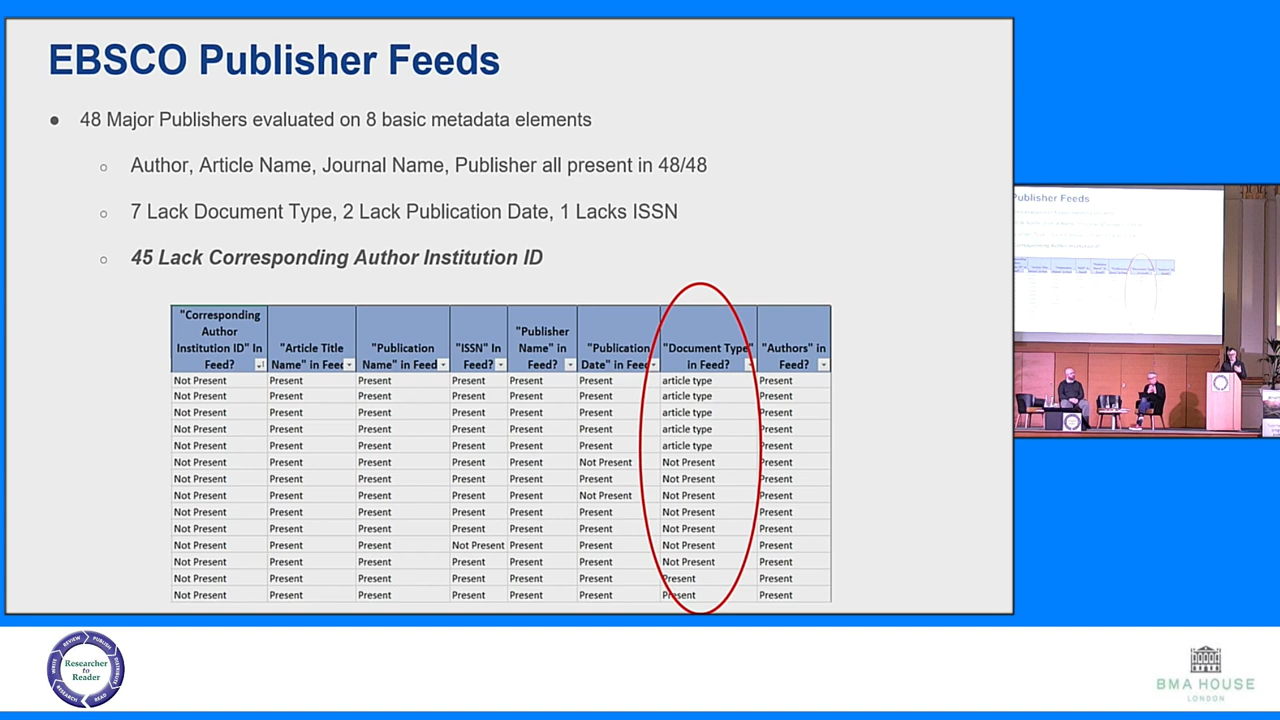 EBSCO Publisher Feeds
● 48 Major Publishers evaluated on 8 basic metadata elements
○ Author, Article Name, Journal Name, Publisher all present in 48/48
○ 7 Lack Document Type, 2 Lack Publication Date, 1 Lacks ISSN
○ 45 Lack Corresponding Author Institution ID
"Corresponding Author Institution ID" In Feed? "Article Title Name" in Feed "Publication Name" in Feed "ISSN" In Feed? "Publisher Name" in Feed? "Publication Date" in Feed "Document Type" in Feed? "Authors" in Feed?
Not Present Present Present Present Present Present article type Present
Not Present Present Present Present Present Present article type Present
Not Present Present Present Present Present Present article type Present
Not Present Present Present Present Present Present article type Present
Not Present Present Present Present Present Present article type Present
Not Present Present Present Present Present Not Present Not Present Present
Not Present Present Present Present Present Present Not Present Present
Not Present Present Present Present Present Not Present Not Present Present
Not Present Present Present Present Present Present Not Present Present
Not Present Present Present Present Present Present Not Present Present
Not Present Present Present Not Present Present Present Not Present Present
Not Present Present Present Present Present Present Not Present Present
Not Present Present Present Present Present Present Present Present
Not Present Present Present Present Present Present Present Present
Publisher Feeds
REVIEW PUBLISH DISTRIBUTE READ RESEARCH WRITE
Researcher
to
Reader
BMA HOUSE
LONDON